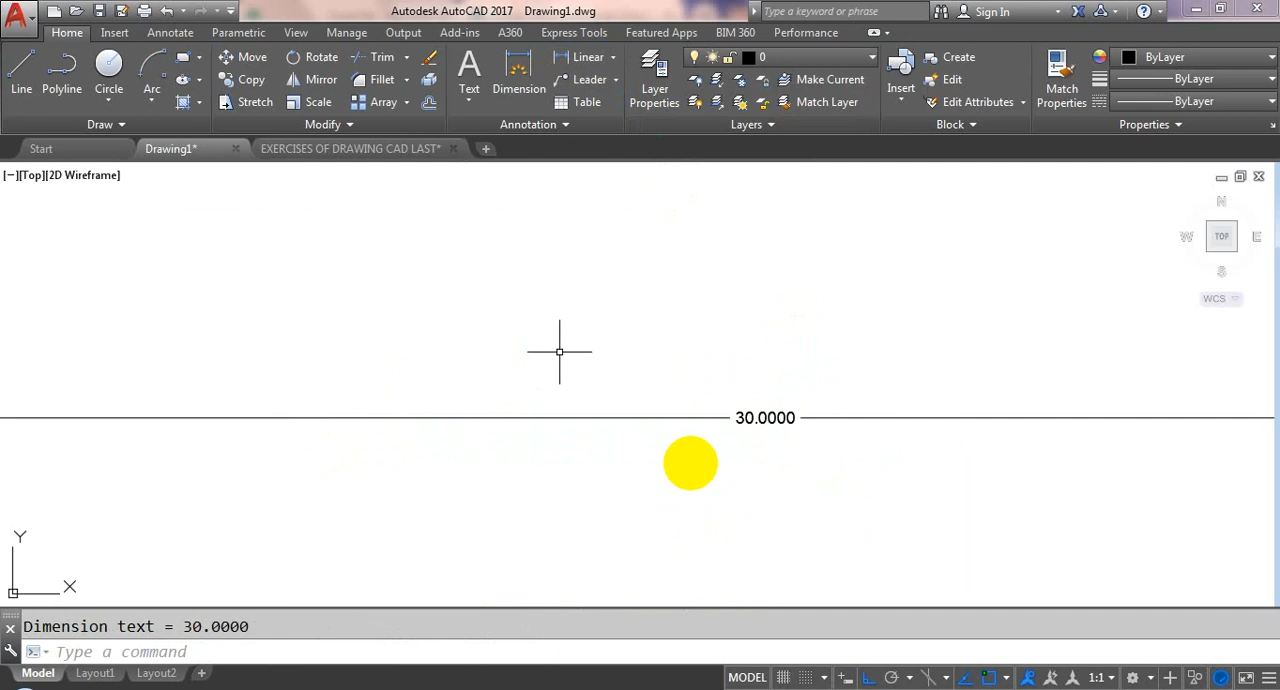 Autodesk AutoCAD 2017 Drawing1.dwg
Type a keyword or phrase
Sign In
Home Insert Annotate Parametric View Manage Output Add-ins A360 Express Tools Featured Apps BIM 360 Performance
Line Polyline Circle Arc
Move Rotate Trim
Copy Mirror Fillet
Stretch Scale Array
Text Dimension
Linear
Leader
Table
Layer
Properties
0
Make Current
Match Layer
Insert
Create
Edit
Edit Attributes
Match
Properties
ByLayer
ByLayer
ByLayer
Draw Modify Annotation Layers Block Properties
Start Drawing1* EXERCISES OF DRAWING CAD LAST*
[−][Top][2D Wireframe]
N
W TOP E
S
WCS
30.0000
Y
X
Dimension text = 30.0000
Type a command
Model Layout1 Layout2 + MODEL 1:1